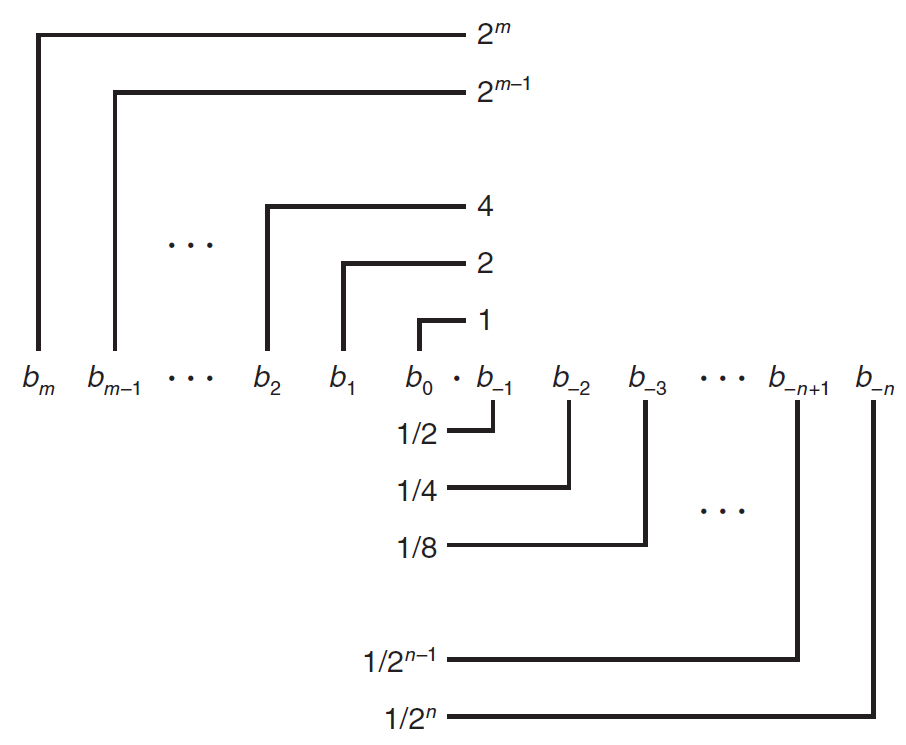 2^m
2^{m–1}
4
. . .
2
1
b_m b_{m–1} . . . b_2 b_1 b_0 . b_{–1} b_{–2} b_{–3} . . . b_{–n+1} b_{–n}
1/2
1/4
. . .
1/8
1/2^{n–1}
1/2^n